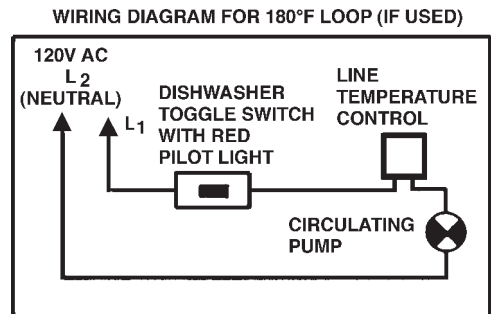 WIRING DIAGRAM FOR 180°F LOOP (IF USED)
120V AC
L2
(NEUTRAL)
L1
DISHWASHER
TOGGLE SWITCH
WITH RED
PILOT LIGHT
LINE
TEMPERATURE
CONTROL
CIRCULATING
PUMP